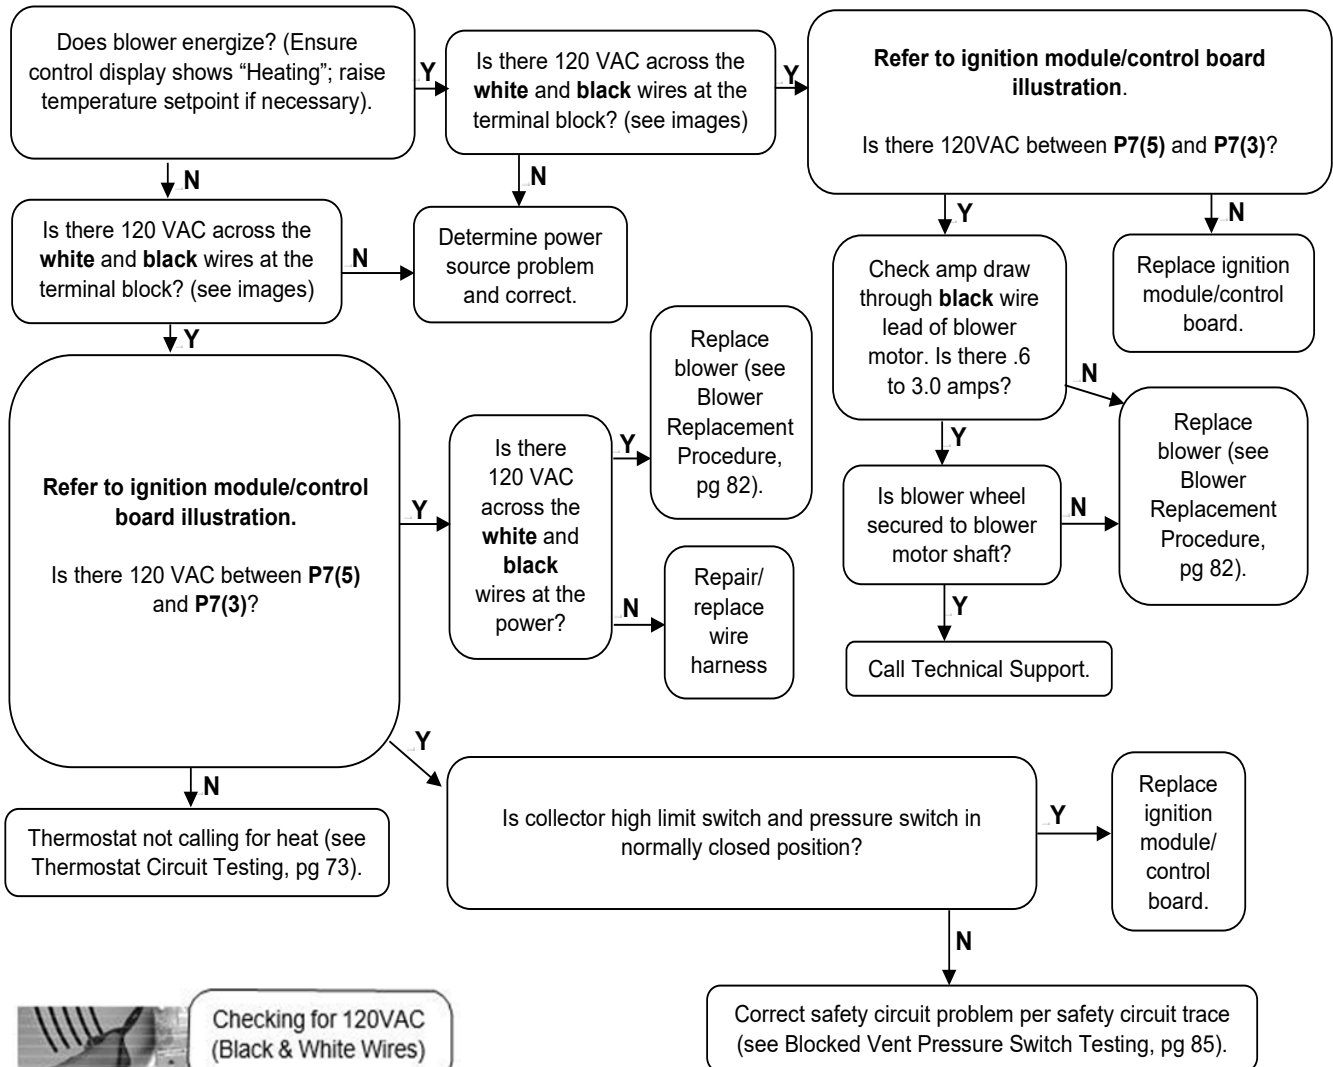 Does blower energize? (Ensure
control display shows “Heating”; raise
temperature setpoint if necessary).
Y
Is there 120 VAC across the
white and black wires at the
terminal block? (see images)
Y
Refer to ignition module/control board
illustration.
Is there 120VAC between P7(5) and P7(3)?
N
N
Y
N
Is there 120 VAC across the
white and black wires at the
terminal block? (see images)
N
Determine power
source problem
and correct.
Check amp draw
through black wire
lead of blower
motor. Is there .6
to 3.0 amps?
Replace ignition
module/control
board.
Y
N
Refer to ignition module/control
board illustration.
Is there 120 VAC between P7(5)
and P7(3)?
Y
Is there
120 VAC
across the
white and
black
wires at the
power?
Y
Replace
blower (see
Blower
Replacement
Procedure,
pg 82).
N
Repair/
replace
wire
harness
Y
Is blower wheel
secured to blower
motor shaft?
N
Replace
blower (see
Blower
Replacement
Procedure,
pg 82).
Y
Call Technical Support.
Y
N
Thermostat not calling for heat (see
Thermostat Circuit Testing, pg 73).
Is collector high limit switch and pressure switch in
normally closed position?
Y
Replace
ignition
module/
control
board.
N
Correct safety circuit problem per safety circuit trace
(see Blocked Vent Pressure Switch Testing, pg 85).
Checking for 120VAC
(Black & White Wires)